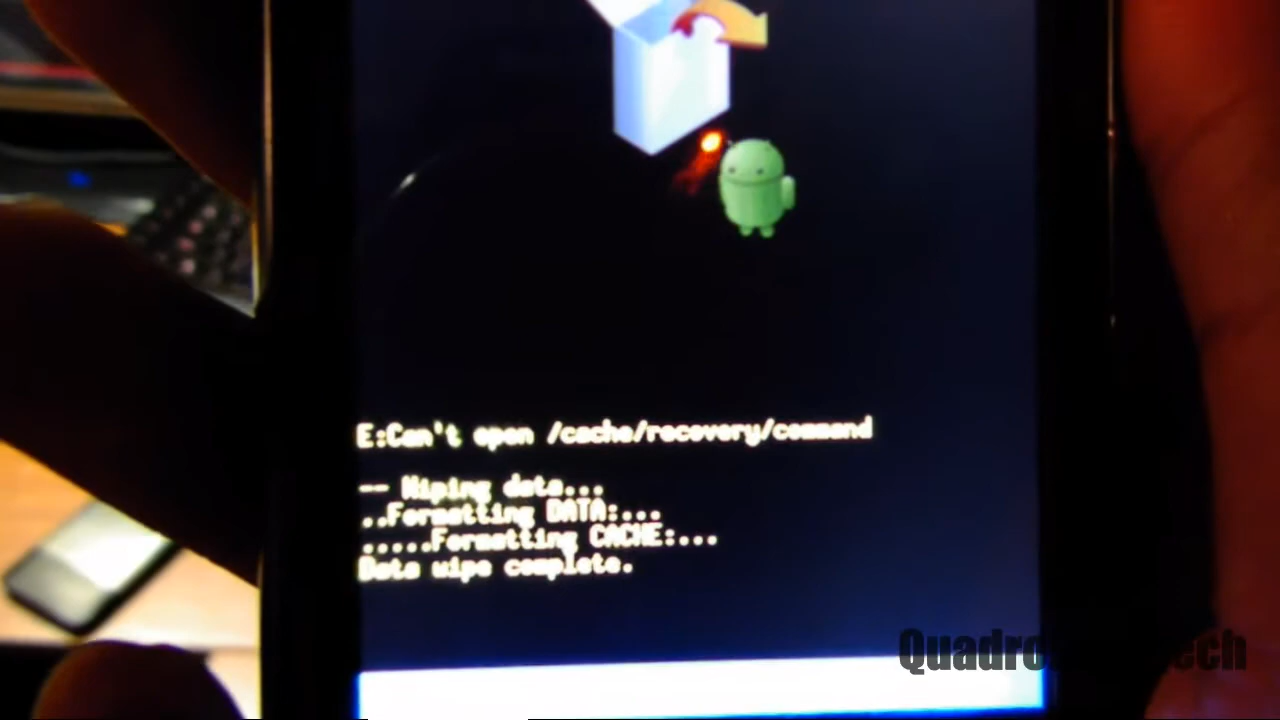 E:Can't open /cache/recovery/command
-- Wiping data...
..Formatting DATA:...
.....Formatting CACHE:...
Data wipe complete.